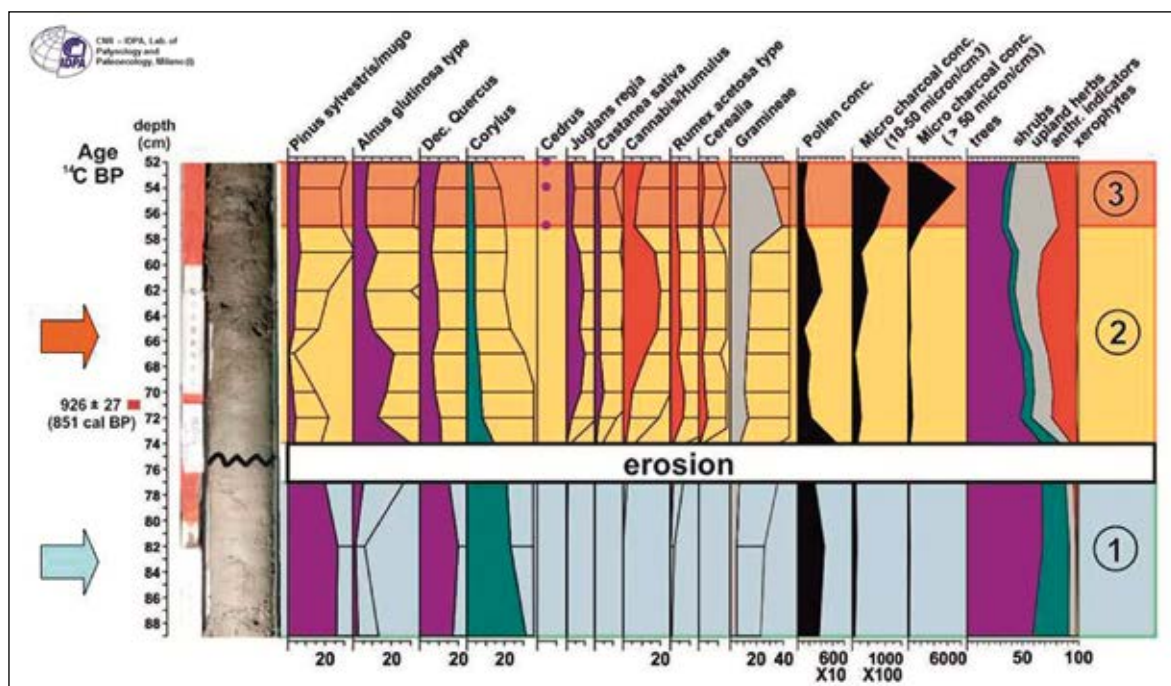 CNR – IDPA, Lab. of
Palynology and
Paleoecology, Milano (I)
IDPA
Age
14C BP
depth
(cm)
Pinus sylvestris/mugo
Alnus glutinosa type
Dec. Quercus
Corylus
Cedrus
Juglans regia
Castanea sativa
Cannabis/Humulus
Rumex acetosa type
Cerealia
Gramineae
Pollen conc.
Micro charcoal conc.
(10-50 micron/cm3)
Micro charcoal conc.
( > 50 micron/cm3)
trees
shrubs
upland herbs
anthr. indicators
xerophytes
52
54
56
58
60
62
64
66
68
70
72
74
76
78
80
82
84
86
88
926 ± 27
(851 cal BP)
3
2
erosion
1
20
20
20
20
20
20 40
600
X10
1000
X100
6000
50
100